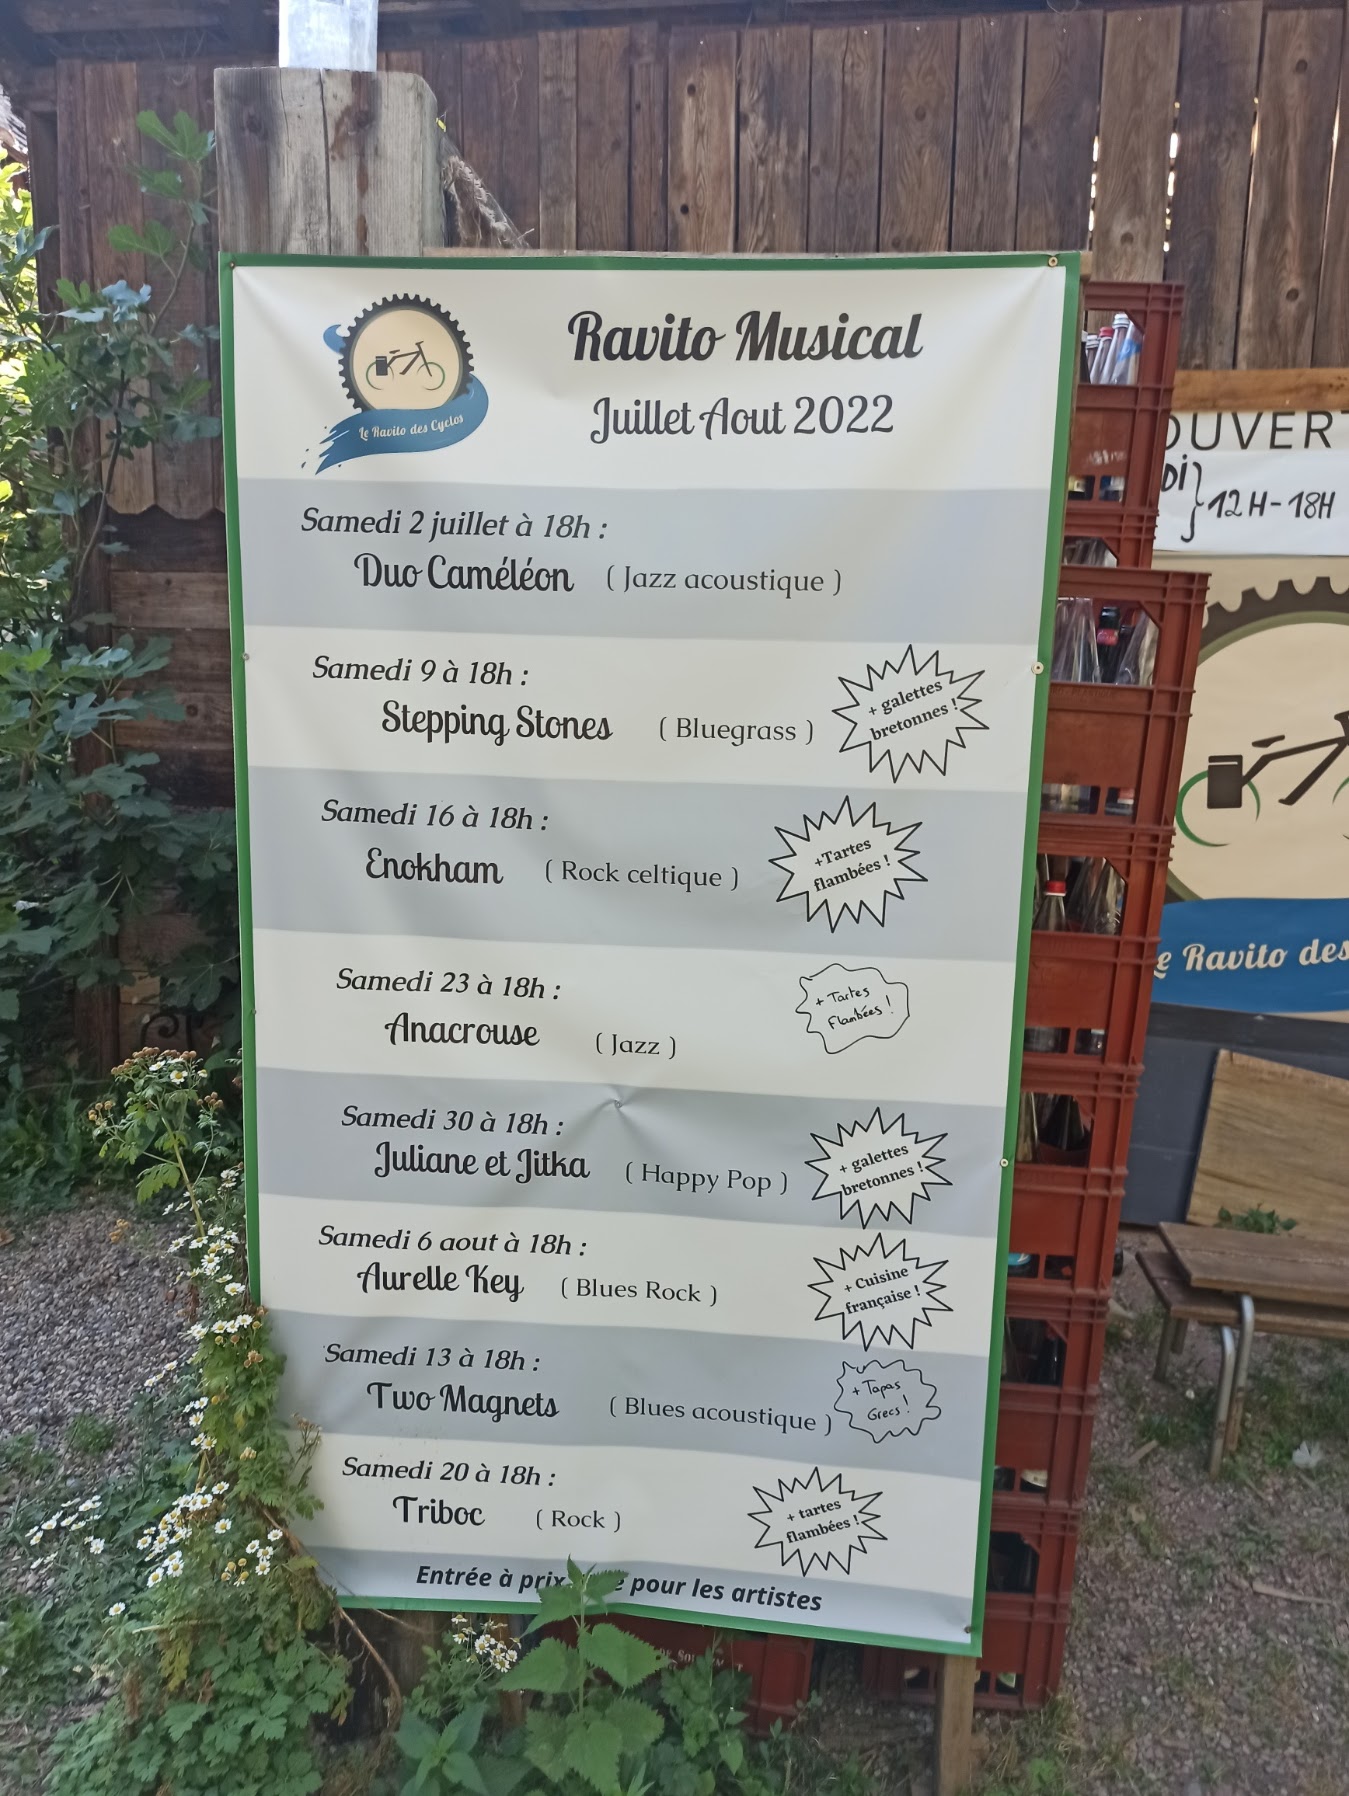 Ravito Musical
Juillet Aout 2022
Le Ravito des Cyclos
Samedi 2 juillet à 18h :
Duo Caméléon ( Jazz acoustique )
Samedi 9 à 18h :
Stepping Stones ( Bluegrass )
+ galettes
bretonnes !
Samedi 16 à 18h :
Enokham ( Rock celtique )
+Tartes
flambées !
Samedi 23 à 18h :
Anacrouse ( Jazz )
+ Tartes
Flambées !
Samedi 30 à 18h :
Juliane et Jitka ( Happy Pop )
+ galettes
bretonnes !
Samedi 6 aout à 18h :
Aurelle Key ( Blues Rock )
+ Cuisine
française !
Samedi 13 à 18h :
Two Magnets ( Blues acoustique )
+ Tapas
Grecs !
Samedi 20 à 18h :
Triboc ( Rock )
+ tartes
flambées !
Entrée à prix pour les artistes
OUVERT
DI } 12H-18H
Le Ravito des